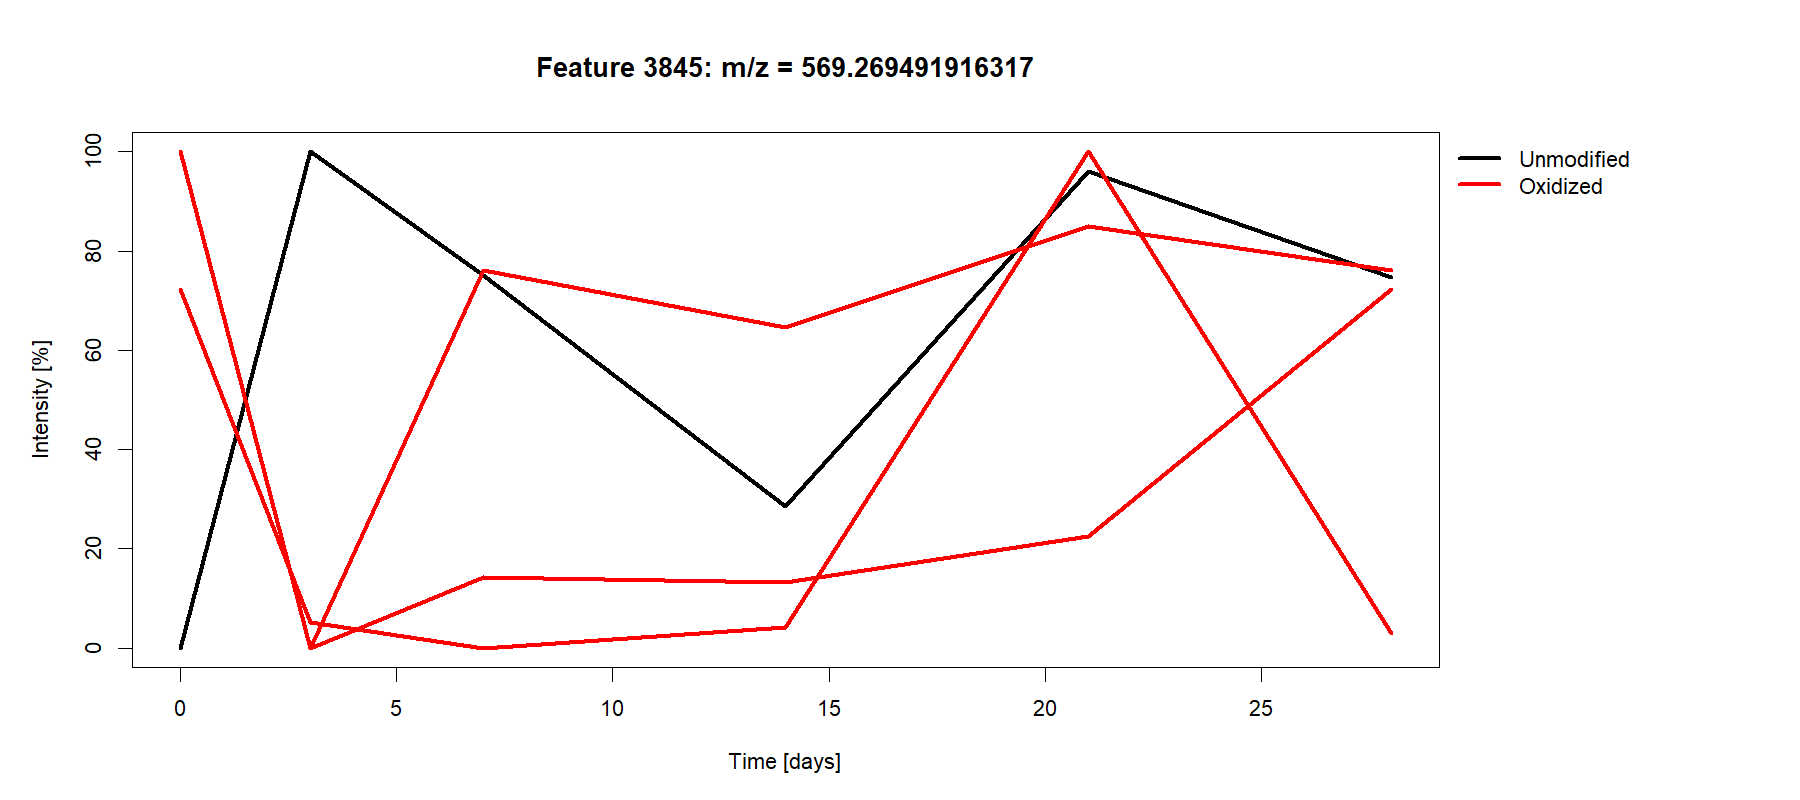 Feature 3845: m/z = 569.269491916317
Unmodified
Oxidized
100
80
60
40
20
0
Intensity [%]
0 5 10 15 20 25
Time [days]